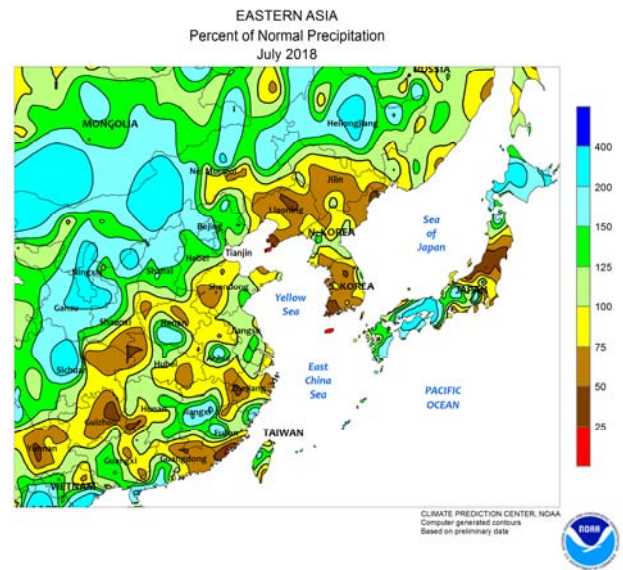 EASTERN ASIA
Percent of Normal Precipitation
July 2018
RUSSIA
MONGOLIA
Heilongjiang
Jilin
Liaoning
Beijing
N. KOREA
Sea
of
Japan
Tianjin
Hebei
Ningxia
Shanxi
Shandong
Yellow
Sea
S. KOREA
JAPAN
Gansu
Shaanxi
Henan
Jiangsu
Sichuan
Hubei
Anhui
East
China
Sea
Zhejiang
PACIFIC
OCEAN
Hunan
Jiangxi
Guizhou
Fujian
TAIWAN
Yunnan
Guangxi
Guangdong
VIETNAM
400
200
150
125
100
75
50
25
CLIMATE PREDICTION CENTER, NOAA
Computer generated contours
Based on preliminary data
NOAA